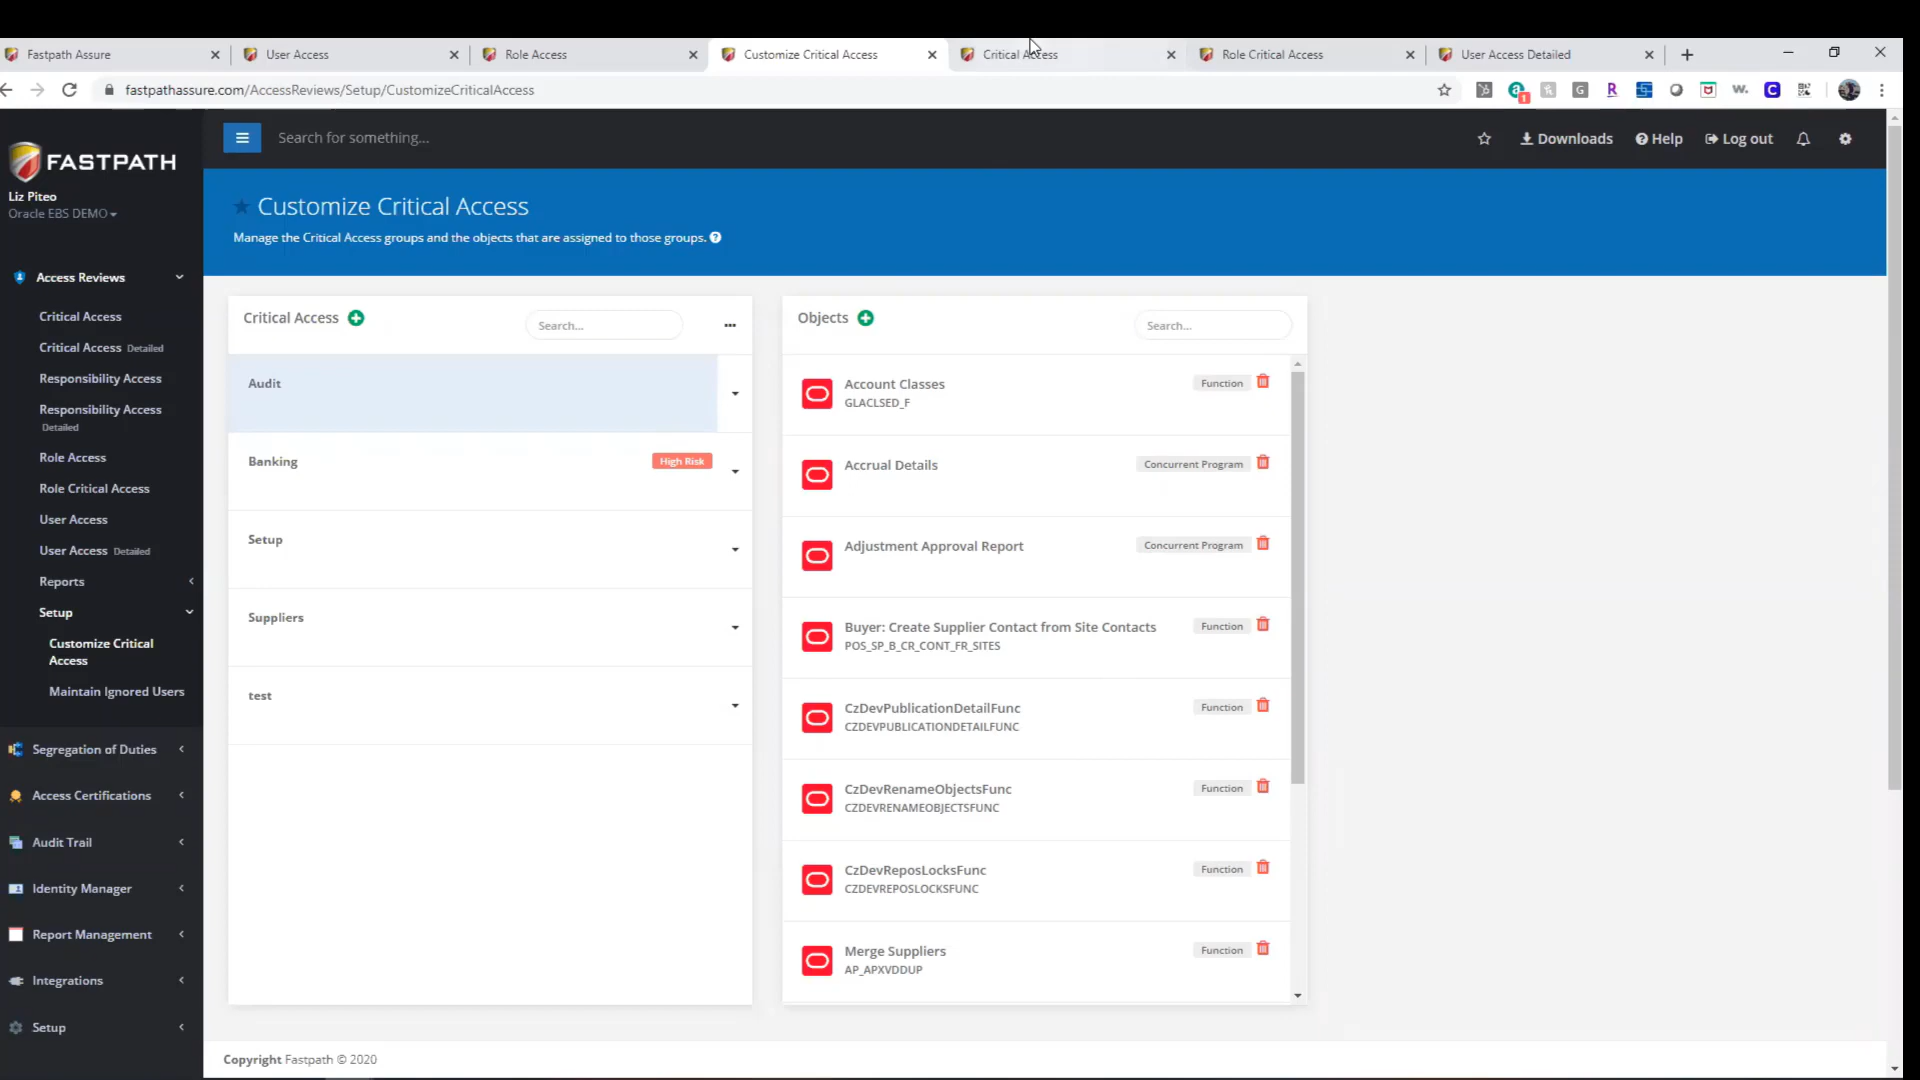 Fastpath Assure
User Access
Role Access
Customize Critical Access
Critical Access
Role Critical Access
User Access Detailed
fastpathassure.com/AccessReviews/Setup/CustomizeCriticalAccess
FASTPATH
Liz Piteo
Oracle EBS DEMO
Search for something...
Downloads
Help
Log out
Customize Critical Access
Manage the Critical Access groups and the objects that are assigned to those groups.
Access Reviews
Critical Access
Critical Access Detailed
Responsibility Access
Responsibility Access
Detailed
Role Access
Role Critical Access
User Access
User Access Detailed
Reports
Setup
Customize Critical
Access
Maintain Ignored Users
Segregation of Duties
Access Certifications
Audit Trail
Identity Manager
Report Management
Integrations
Setup
Critical Access
Search...
Audit
Banking
High Risk
Setup
Suppliers
test
Objects
Search...
Account Classes
GLACLSED_F
Function
Accrual Details
Concurrent Program
Adjustment Approval Report
Concurrent Program
Buyer: Create Supplier Contact from Site Contacts
POS_SP_B_CR_CONT_FR_SITES
Function
CzDevPublicationDetailFunc
CZDEVPUBLICATIONDETAILFUNC
Function
CzDevRenameObjectsFunc
CZDEVRENAMEOBJECTSFUNC
Function
CzDevReposLocksFunc
CZDEVREPOSLOCKSFUNC
Function
Merge Suppliers
AP_APXVDDUP
Function
Copyright Fastpath © 2020